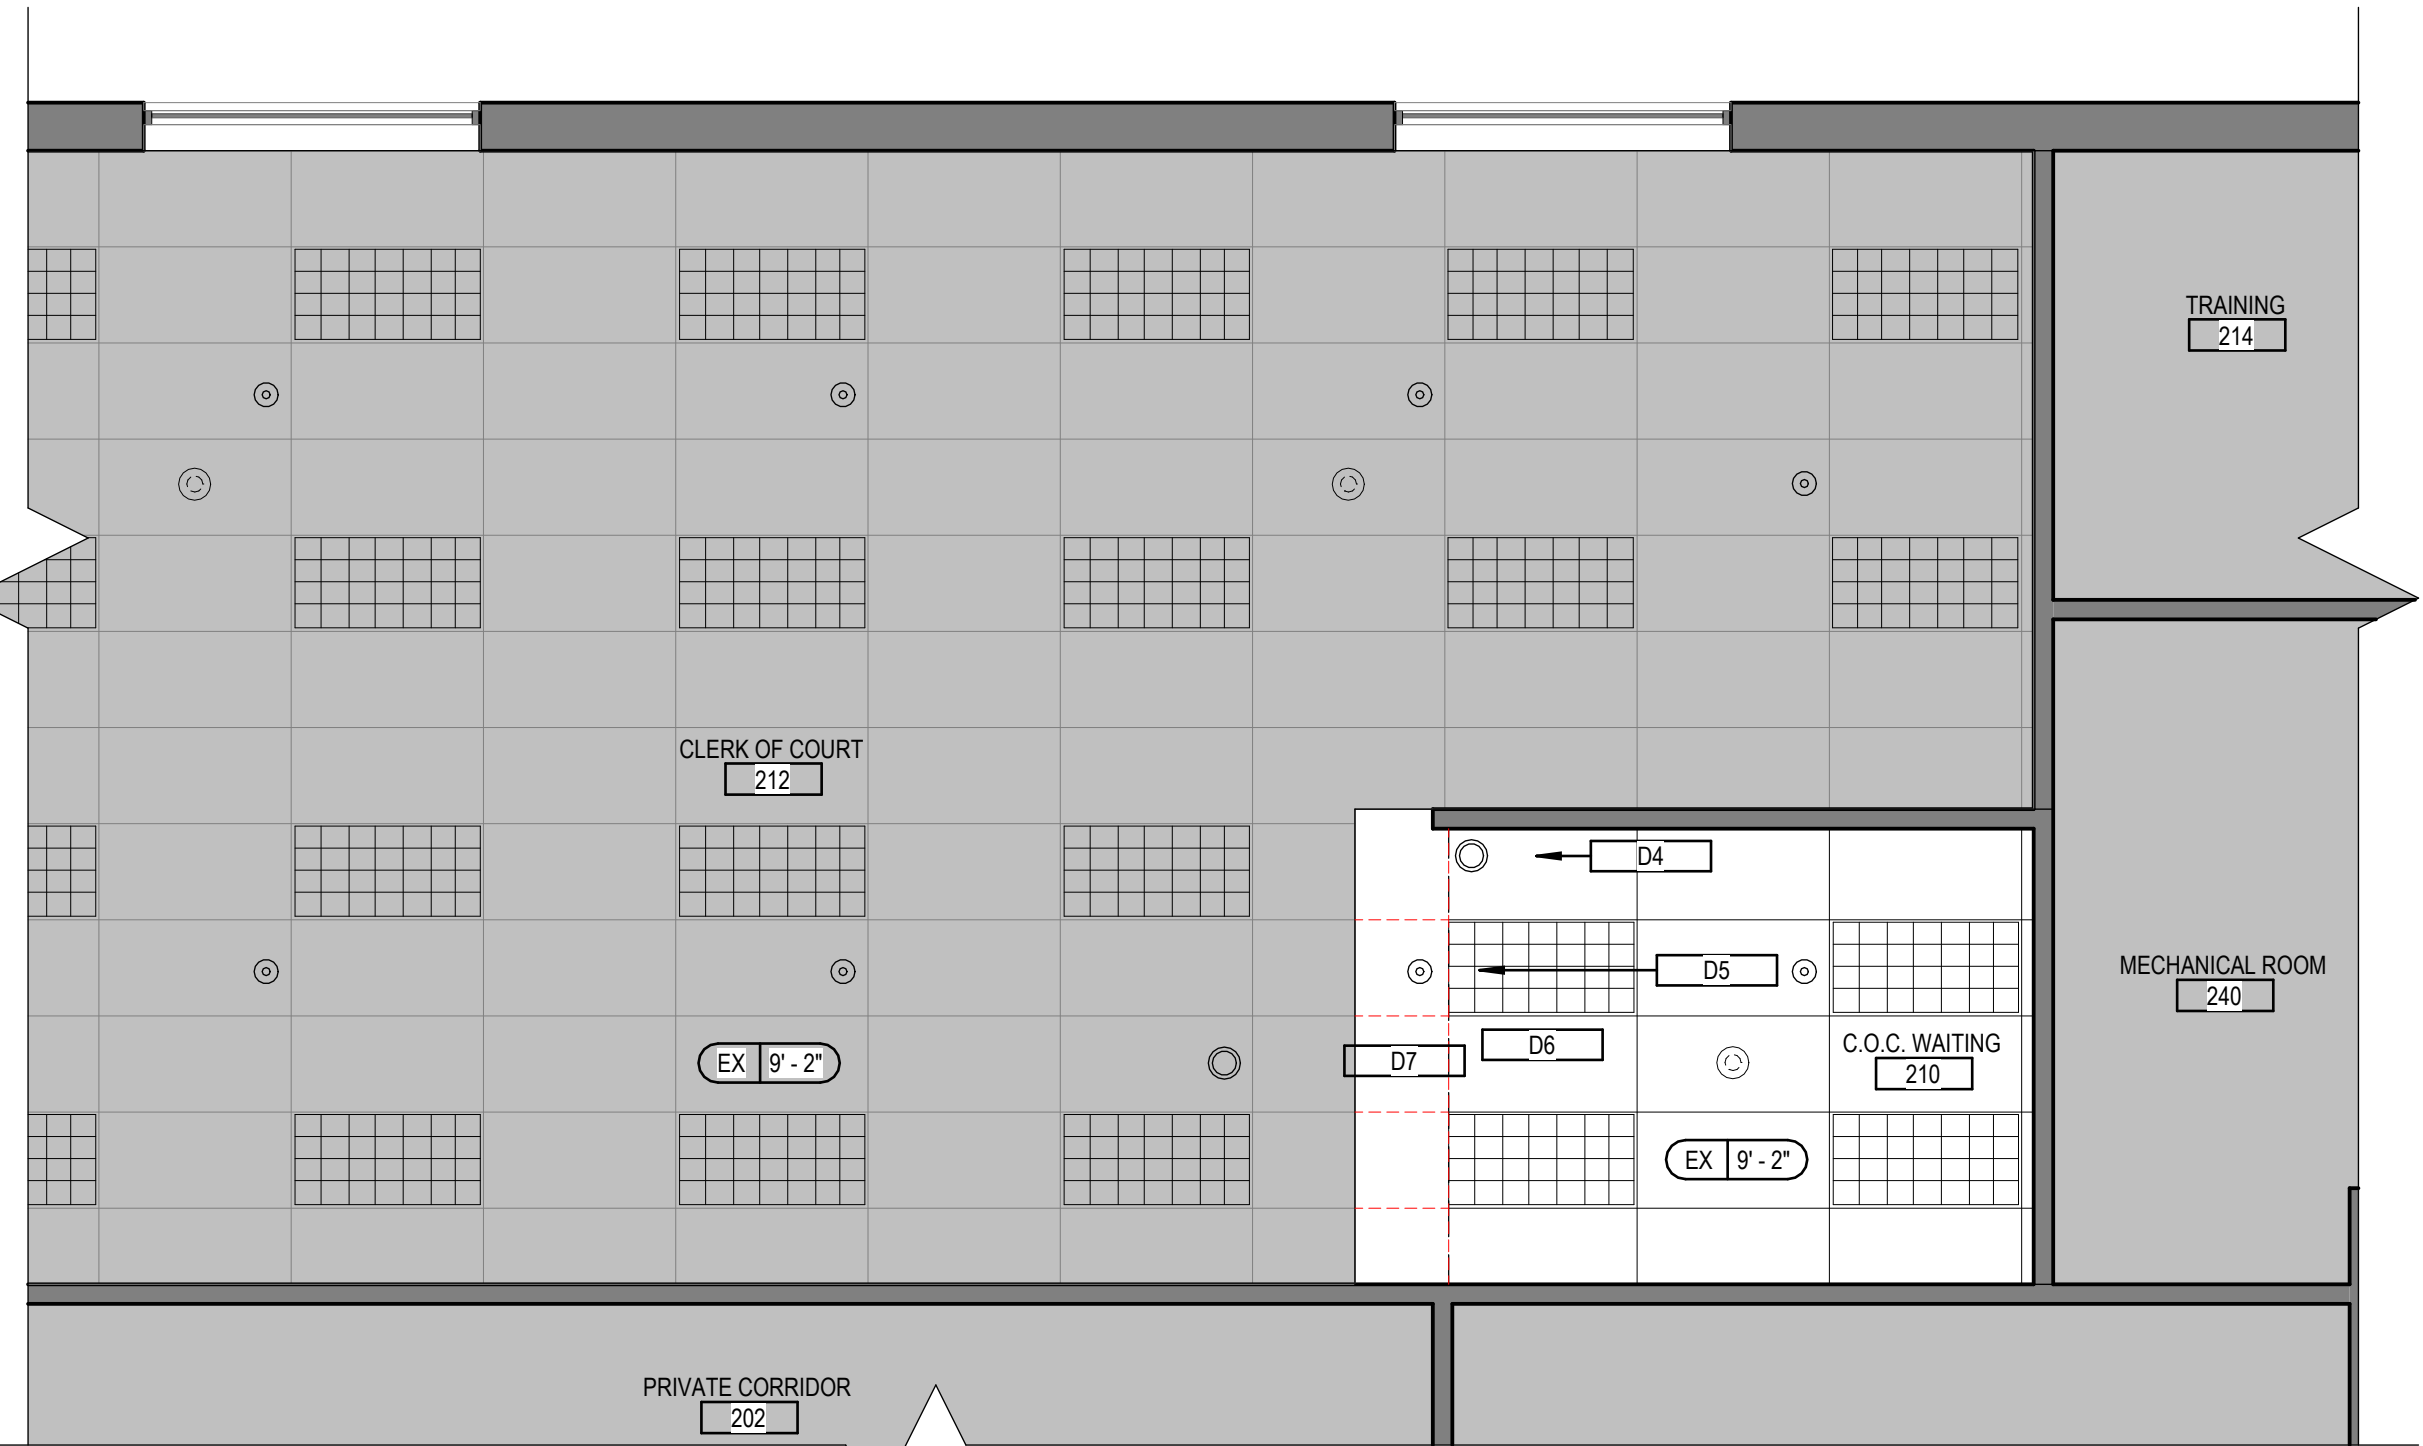 TRAINING
214
CLERK OF COURT
212
D4
D5
MECHANICAL ROOM
240
D6
C.O.C. WAITING
210
D7
EX 9' - 2"
EX 9' - 2"
PRIVATE CORRIDOR
202